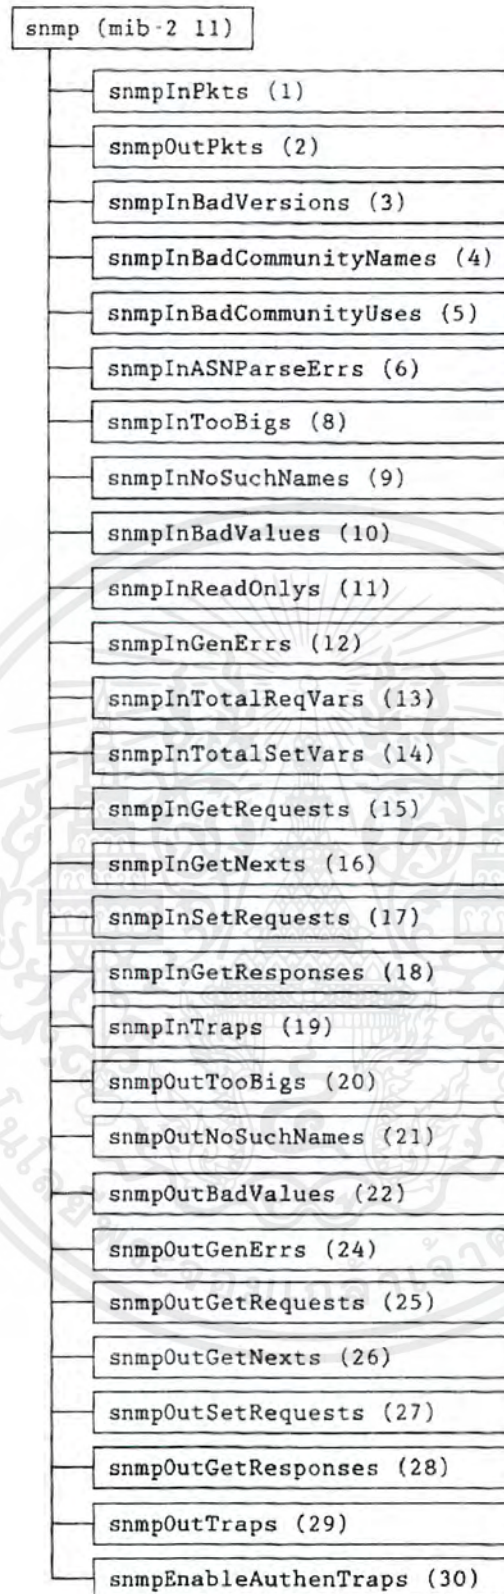 snmp (mib-2 11)
snmpInPkts (1)
snmpOutPkts (2)
snmpInBadVersions (3)
snmpInBadCommunityNames (4)
snmpInBadCommunityUses (5)
snmpInASNParseErrs (6)
snmpInTooBigs (8)
snmpInNoSuchNames (9)
snmpInBadValues (10)
snmpInReadOnlys (11)
snmpInGenErrs (12)
snmpInTotalReqVars (13)
snmpInTotalSetVars (14)
snmpInGetRequests (15)
snmpInGetNexts (16)
snmpInSetRequests (17)
snmpInGetResponses (18)
snmpInTraps (19)
snmpOutTooBigs (20)
snmpOutNoSuchNames (21)
snmpOutBadValues (22)
snmpOutGenErrs (24)
snmpOutGetRequests (25)
snmpOutGetNexts (26)
snmpOutSetRequests (27)
snmpOutGetResponses (28)
snmpOutTraps (29)
snmpEnableAuthenTraps (30)